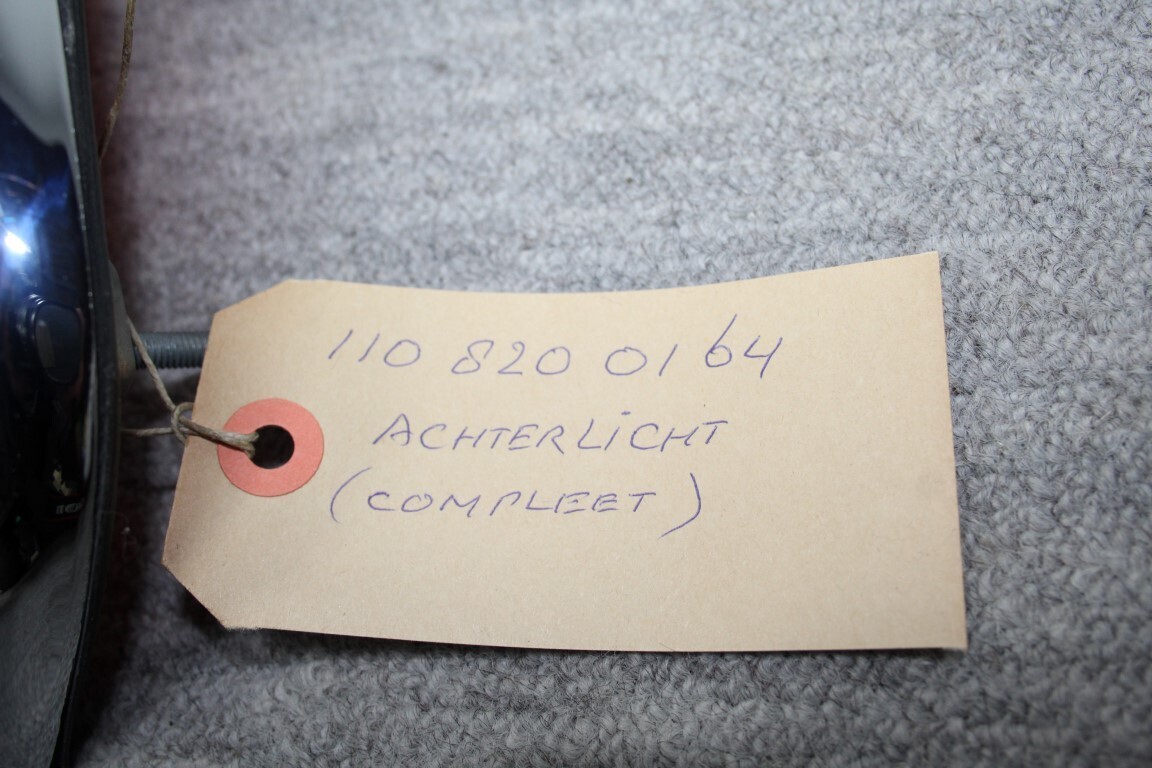 110 820 01 64
ACHTERLiCHT
(COMPLEET)